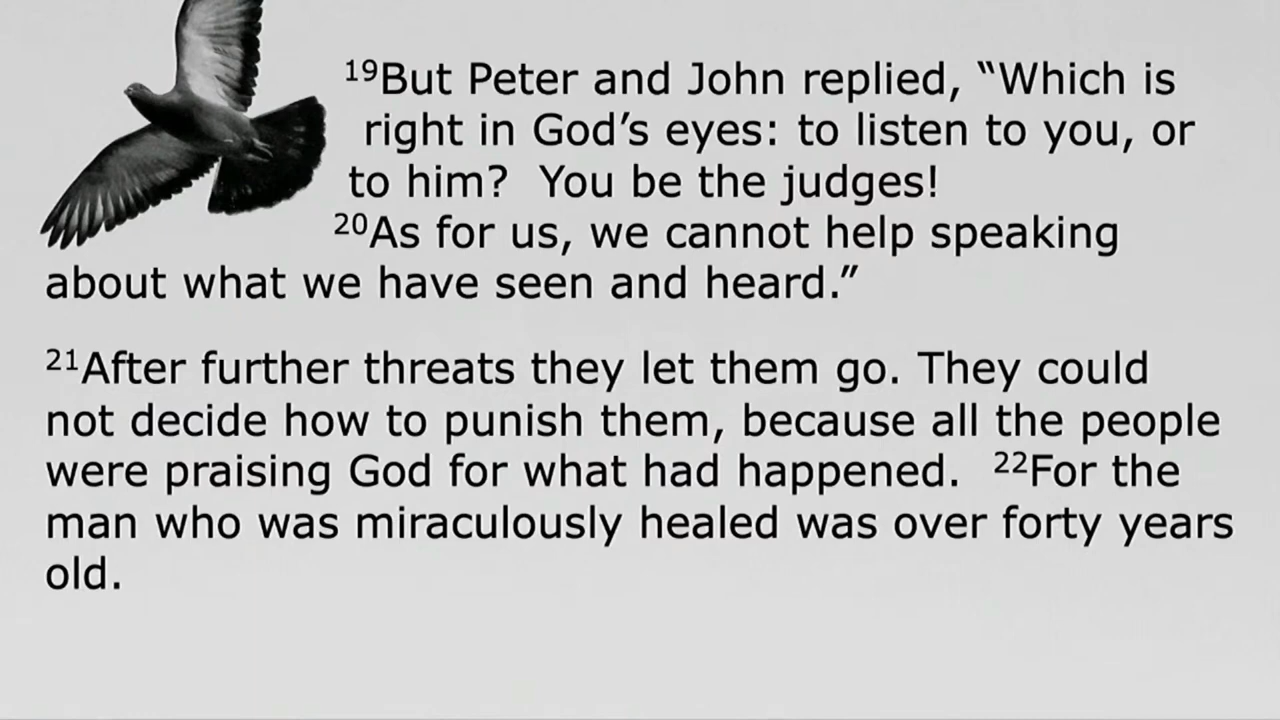 19But Peter and John replied, “Which is
right in God’s eyes: to listen to you, or
to him?  You be the judges!
20As for us, we cannot help speaking
about what we have seen and heard.”
21After further threats they let them go. They could
not decide how to punish them, because all the people
were praising God for what had happened.  22For the
man who was miraculously healed was over forty years
old.